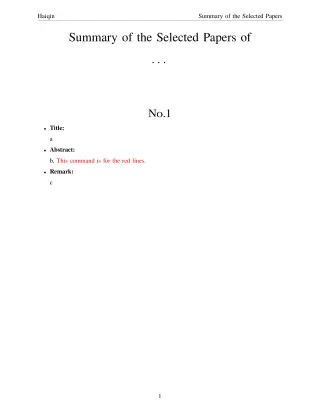 Haiqin Summary of the Selected Papers
Summary of the Selected Papers of
. . .
No.1
• Title:
a
• Abstract:
b. This command is for the red lines.
• Remark:
c
1